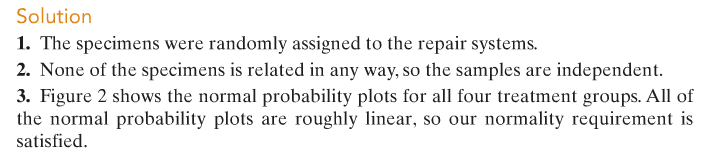 Solution
1. The specimens were randomly assigned to the repair systems.
2. None of the specimens is related in any way, so the samples are independent.
3. Figure 2 shows the normal probability plots for all four treatment groups. All of
the normal probability plots are roughly linear, so our normality requirement is
satisfied.